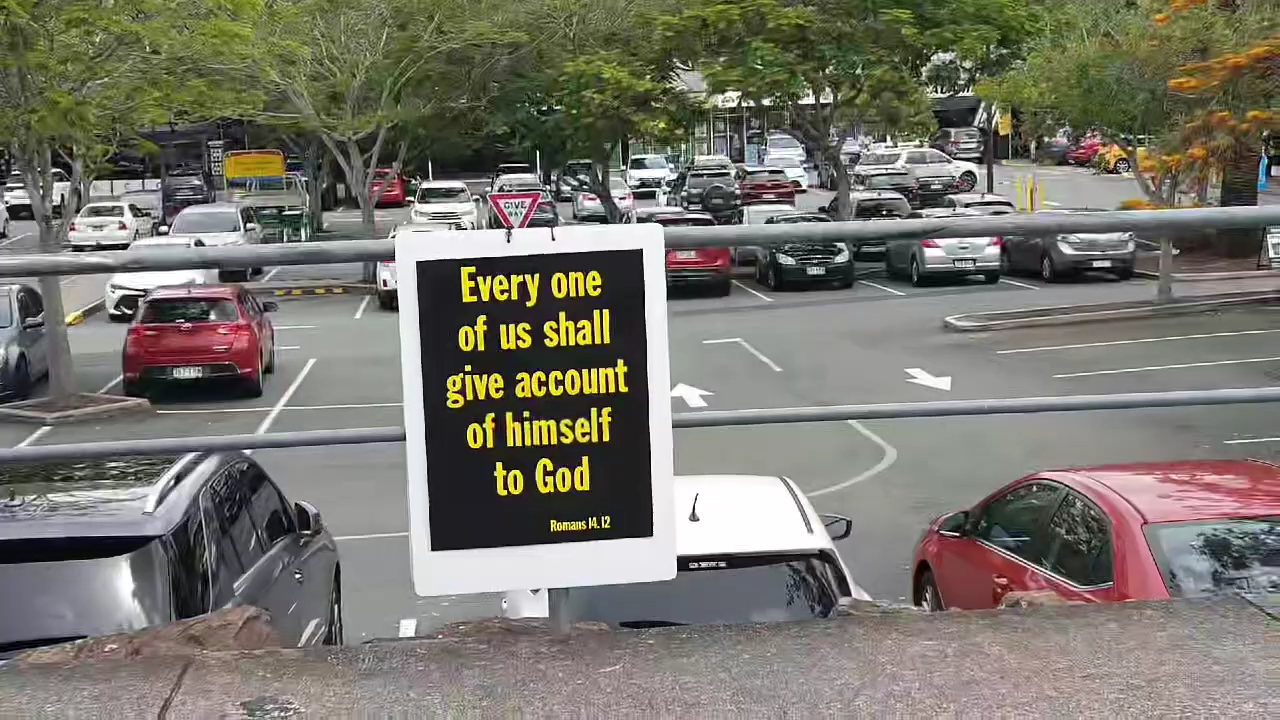 GIVE
WAY
Every one
of us shall
give account
of himself
to God
Romans 14. 12